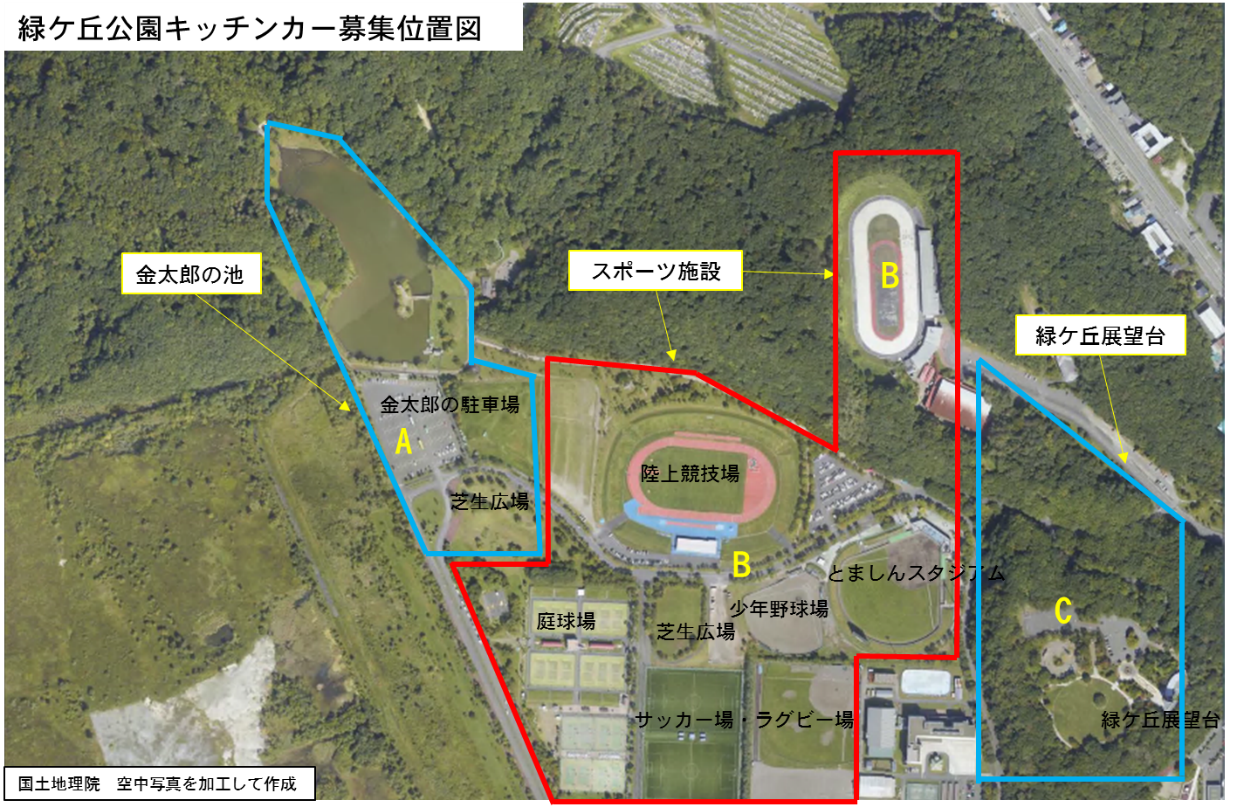 緑ケ丘公園キッチンカー募集位置図
金太郎の池
スポーツ施設
B
緑ケ丘展望台
金太郎の駐車場
A
芝生広場
陸上競技場
B
とましんスタジアム
少年野球場
庭球場
芝生広場
C
サッカー場・ラグビー場
緑ケ丘展望台
国土地理院　空中写真を加工して作成